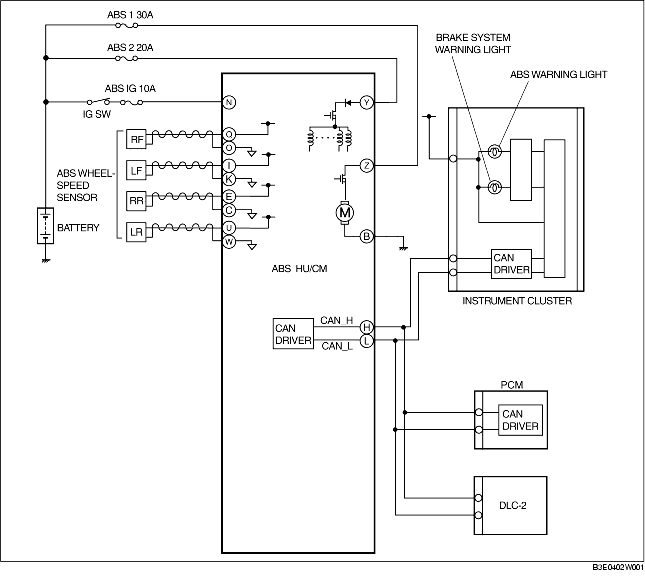 ABS 1 30A
ABS 2 20A
ABS IG 10A
IG SW
N
Y
BRAKE SYSTEM
WARNING LIGHT
ABS WARNING LIGHT
ABS WHEEL-
SPEED
SENSOR
RF
LF
RR
LR
O
I
K
E
C
U
W
Z
M
B
BATTERY
ABS HU/CM
CAN
DRIVER
INSTRUMENT CLUSTER
CAN
DRIVER
CAN_H
CAN_L
H
L
PCM
CAN
DRIVER
DLC-2
B3E0402W001